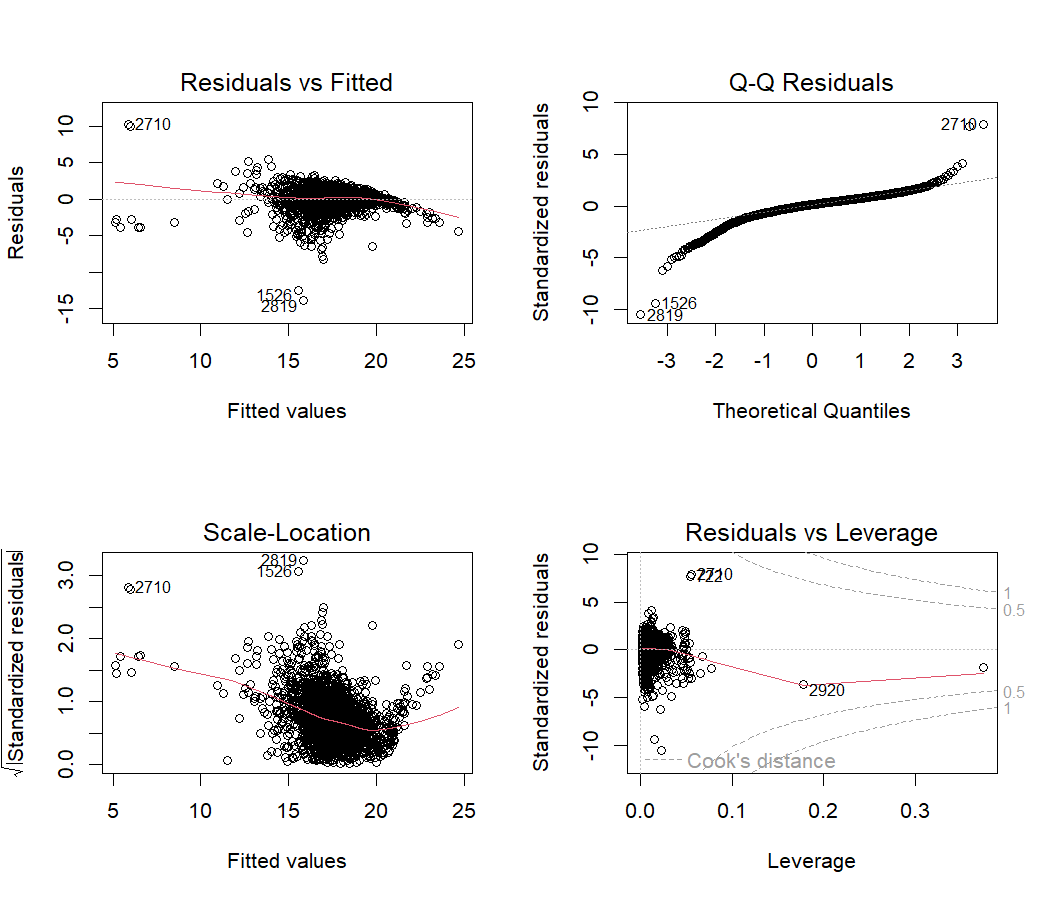 Residuals vs Fitted
Residuals
10
5
0
-5
-15
2710
1526
2819
5 10 15 20 25
Fitted values
Q-Q Residuals
Standardized residuals
10
5
0
-5
-10
2710
1526
2819
-3 -2 -1 0 1 2 3
Theoretical Quantiles
Scale-Location
√|Standardized residuals|
3.0
2.0
1.0
0.0
2819
1526
2710
5 10 15 20 25
Fitted values
Residuals vs Leverage
Standardized residuals
10
5
0
-5
-10
2710
722
2920
1
0.5
0.5
1
Cook's distance
0.0 0.1 0.2 0.3
Leverage